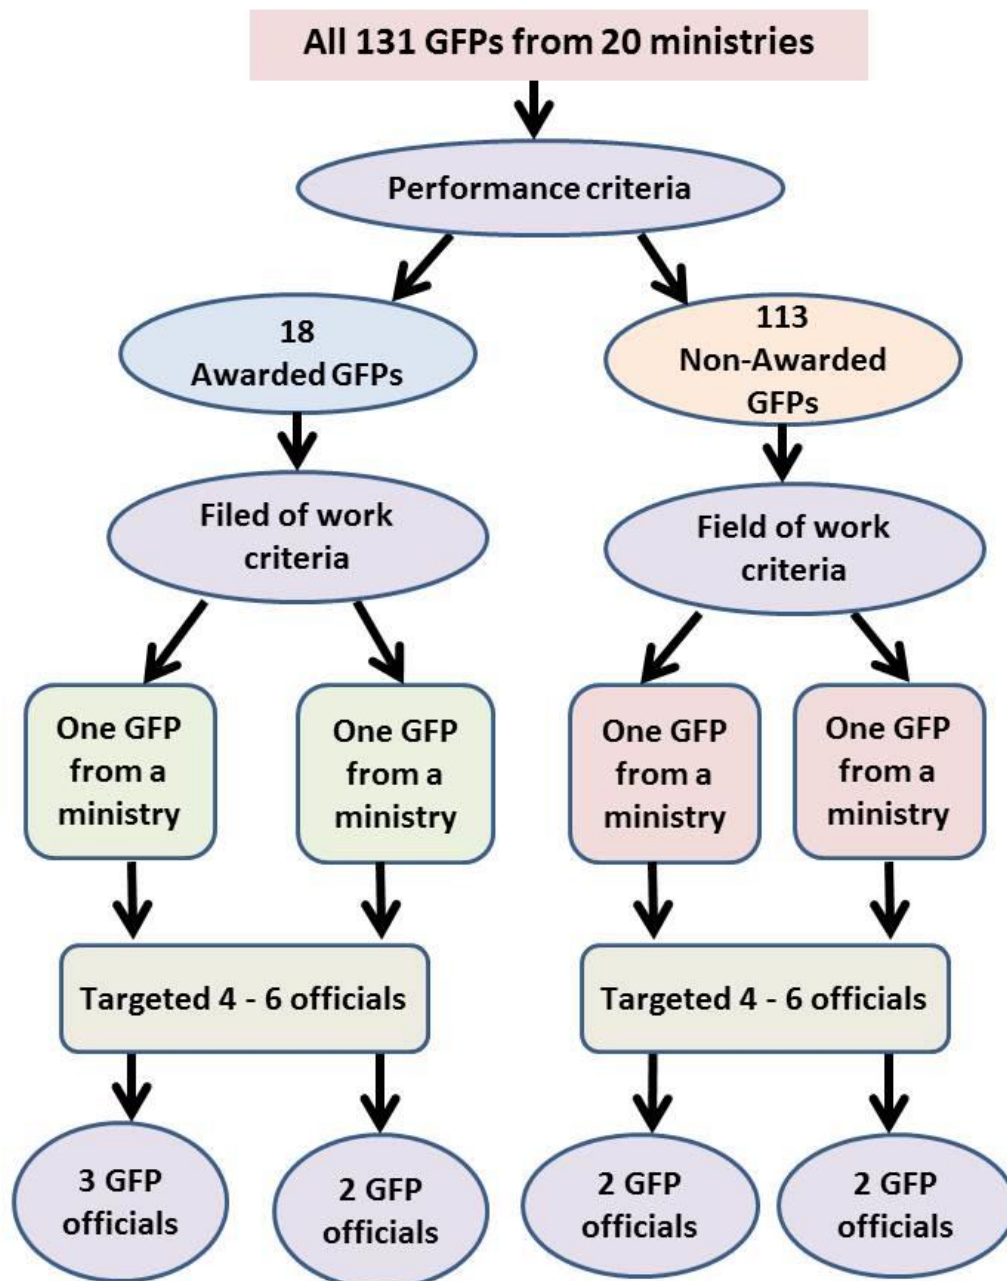 All 131 GFPs from 20 ministries
Performance criteria
18
Awarded GFPs
113
Non-Awarded
GFPs
Filed of work
criteria
Field of work
criteria
One GFP
from a
ministry
One GFP
from a
ministry
One GFP
from a
ministry
One GFP
from a
ministry
Targeted 4 - 6 officials
Targeted 4 - 6 officials
3 GFP
officials
2 GFP
officials
2 GFP
officials
2 GFP
officials